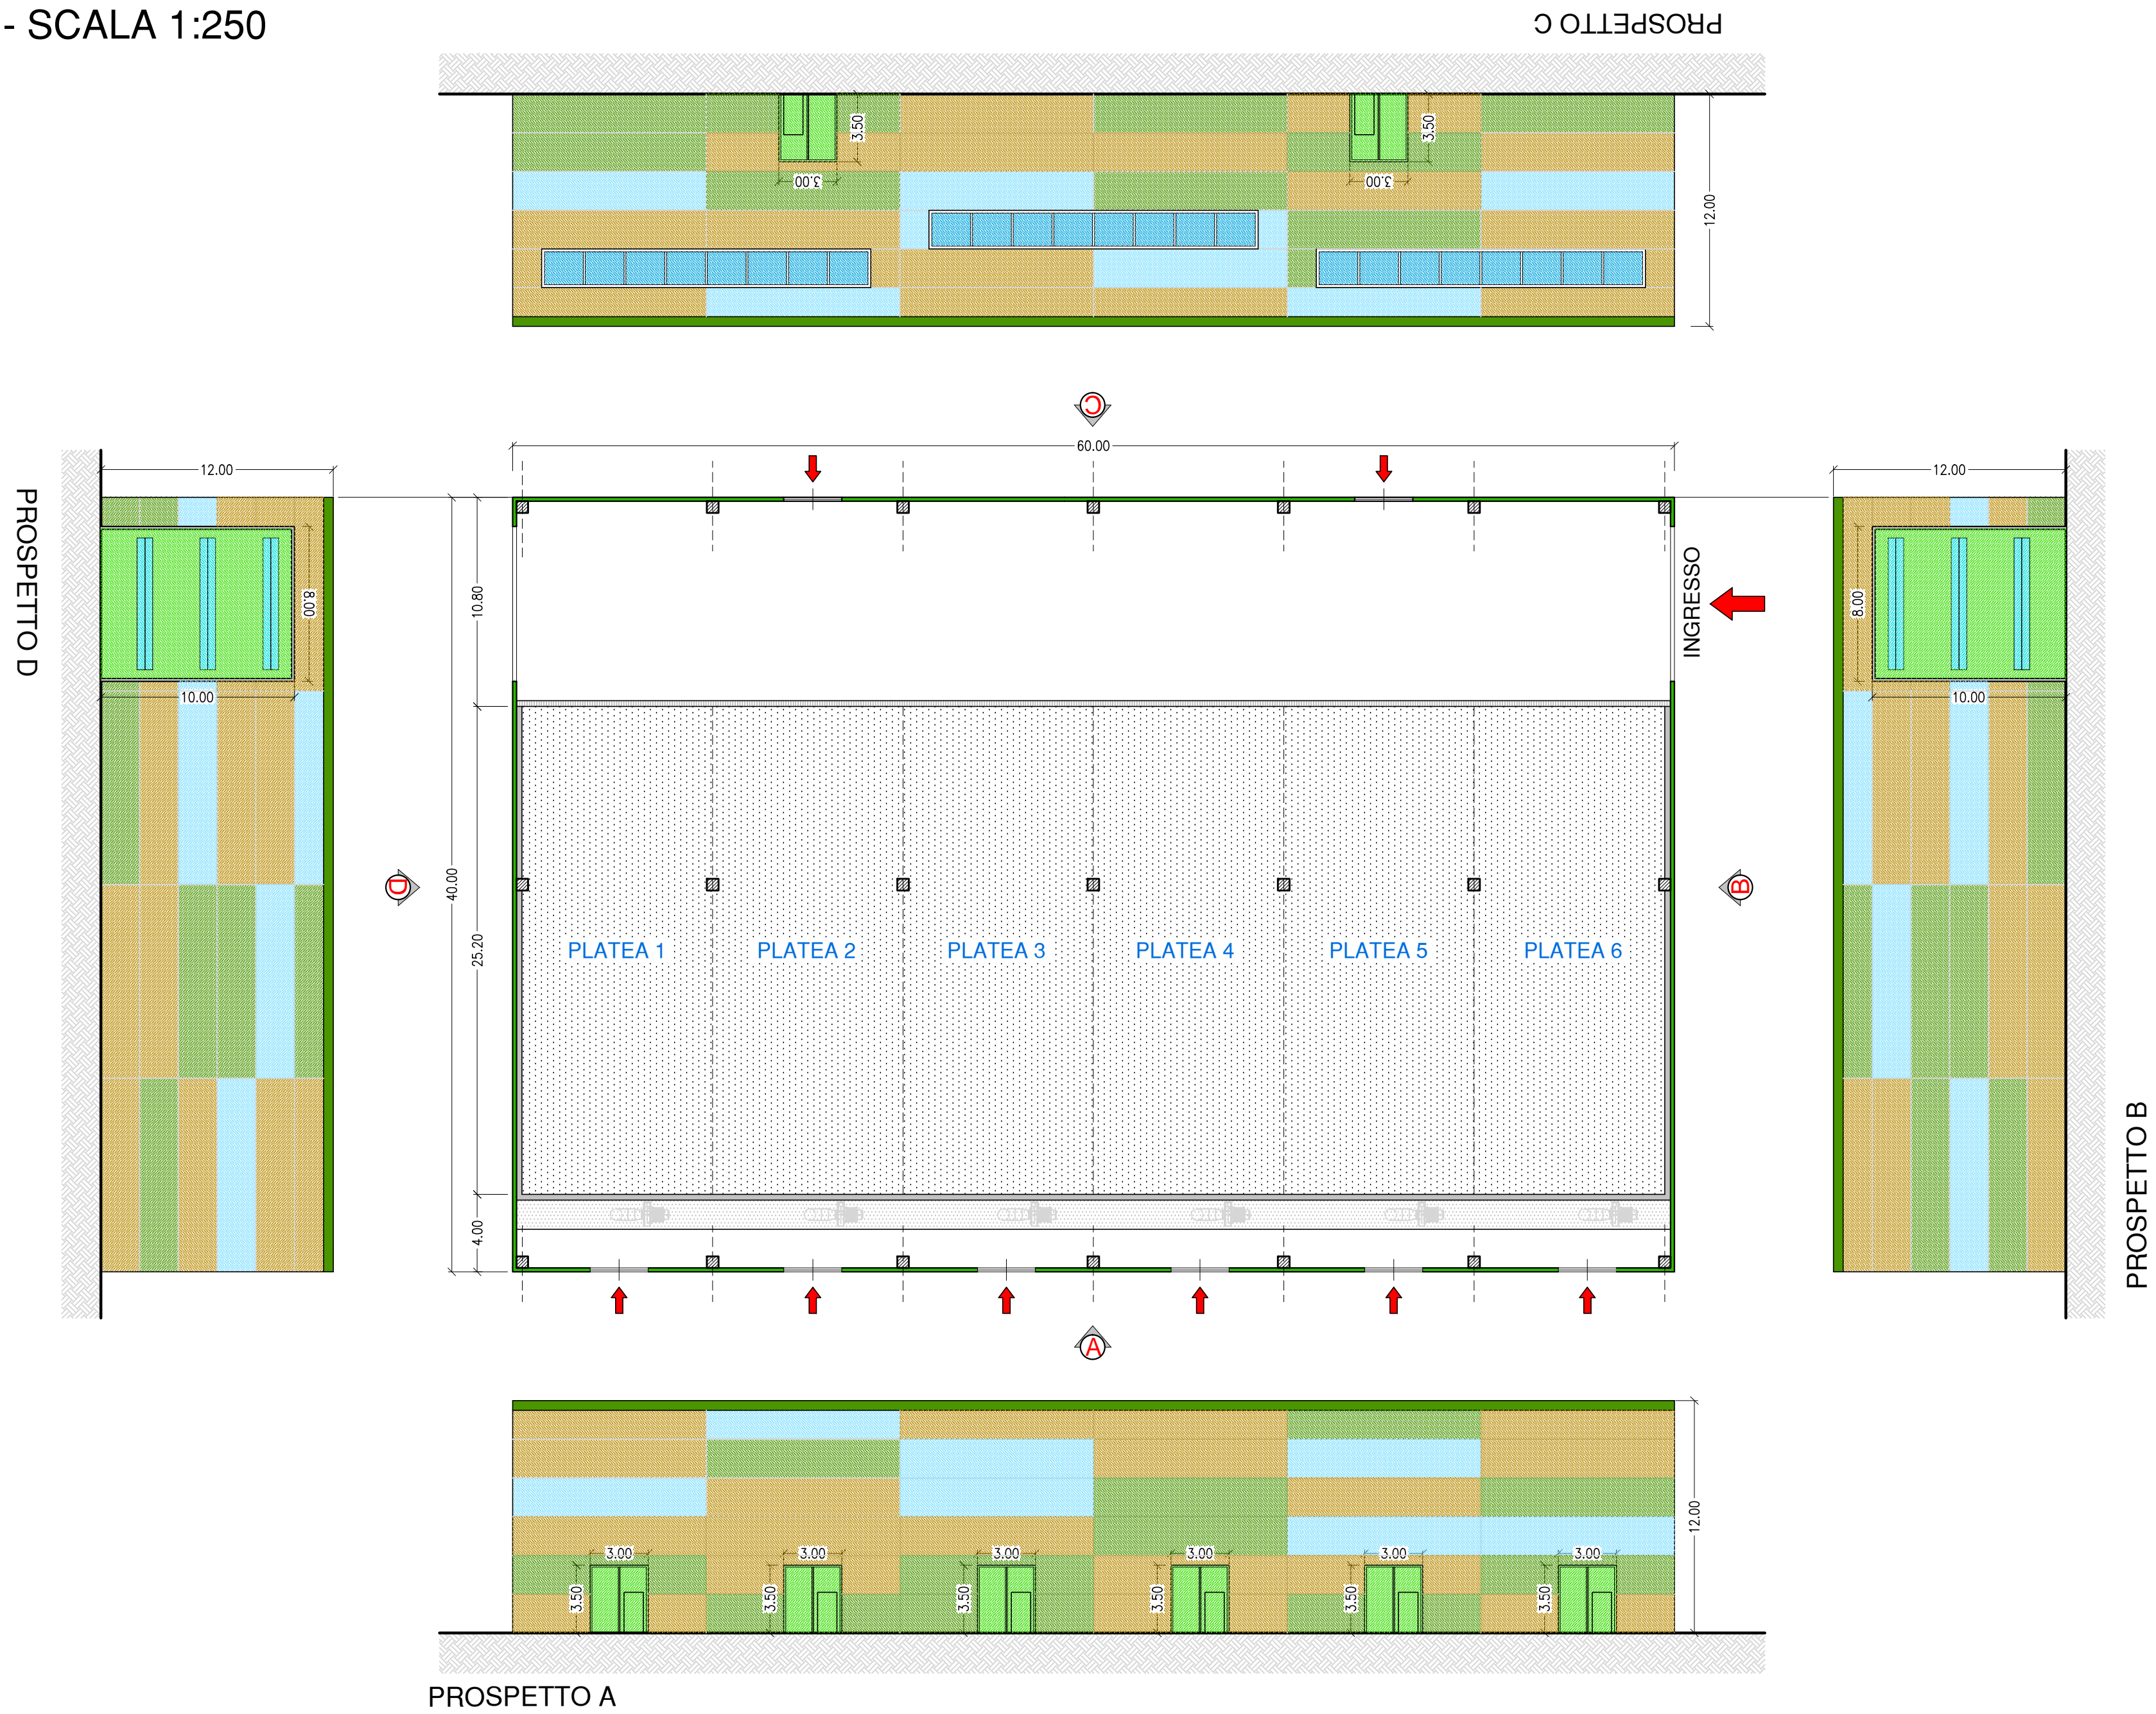 - SCALA 1:250
PROSPETTO C
3.50
3.50
3.00
3.00
12.00
C
60.00
12.00
12.00
PROSPETTO D
8.00
10.00
10.80
INGRESSO
8.00
10.00
40.00
D
B
25.20
PLATEA 1
PLATEA 2
PLATEA 3
PLATEA 4
PLATEA 5
PLATEA 6
4.00
PROSPETTO B
A
12.00
3.00
3.00
3.00
3.00
3.00
3.00
3.50
3.50
3.50
3.50
3.50
3.50
PROSPETTO A